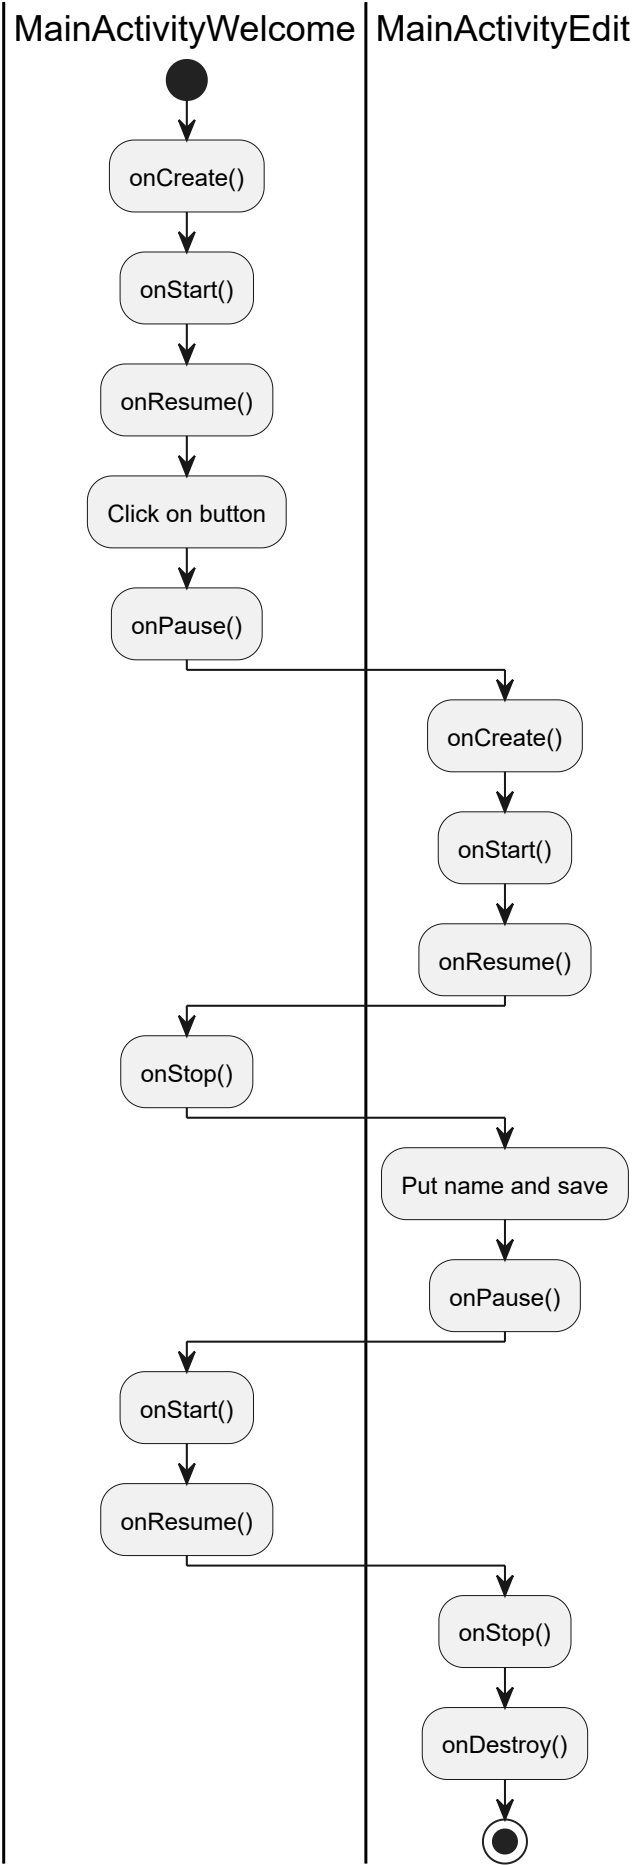 MainActivityWelcome
MainActivityEdit
onCreate()
onStart()
onResume()
Click on button
onPause()
onCreate()
onStart()
onResume()
onStop()
Put name and save
onPause()
onStart()
onResume()
onStop()
onDestroy()